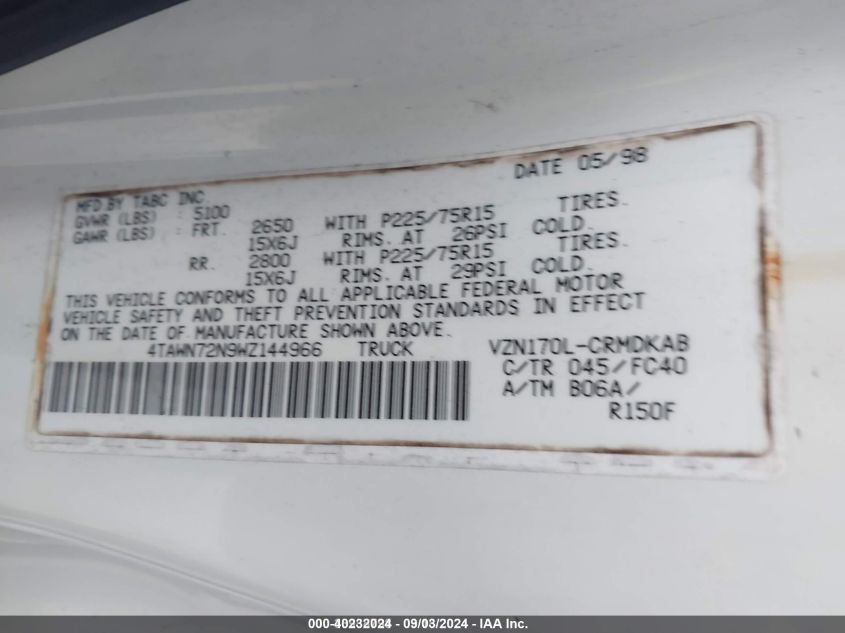 DATE 05/98
MFD BY TABC INC.
GVWR (LBS) : 5100
GAWR (LBS) : FRT. 2650 WITH P225/75R15 TIRES.
15X6J RIMS. AT 26PSI COLD.
RR. 2800 WITH P225/75R15 TIRES.
15X6J RIMS. AT 29PSI COLD.
THIS VEHICLE CONFORMS TO ALL APPLICABLE FEDERAL MOTOR
VEHICLE SAFETY AND THEFT PREVENTION STANDARDS IN EFFECT
ON THE DATE OF MANUFACTURE SHOWN ABOVE.
4TAWN72N9WZ144966 TRUCK VZN170L-CRMDKAB
C/TR 045/FC40
A/TM B06A/
R150F
000-40232024 - 09/03/2024 - IAA Inc.